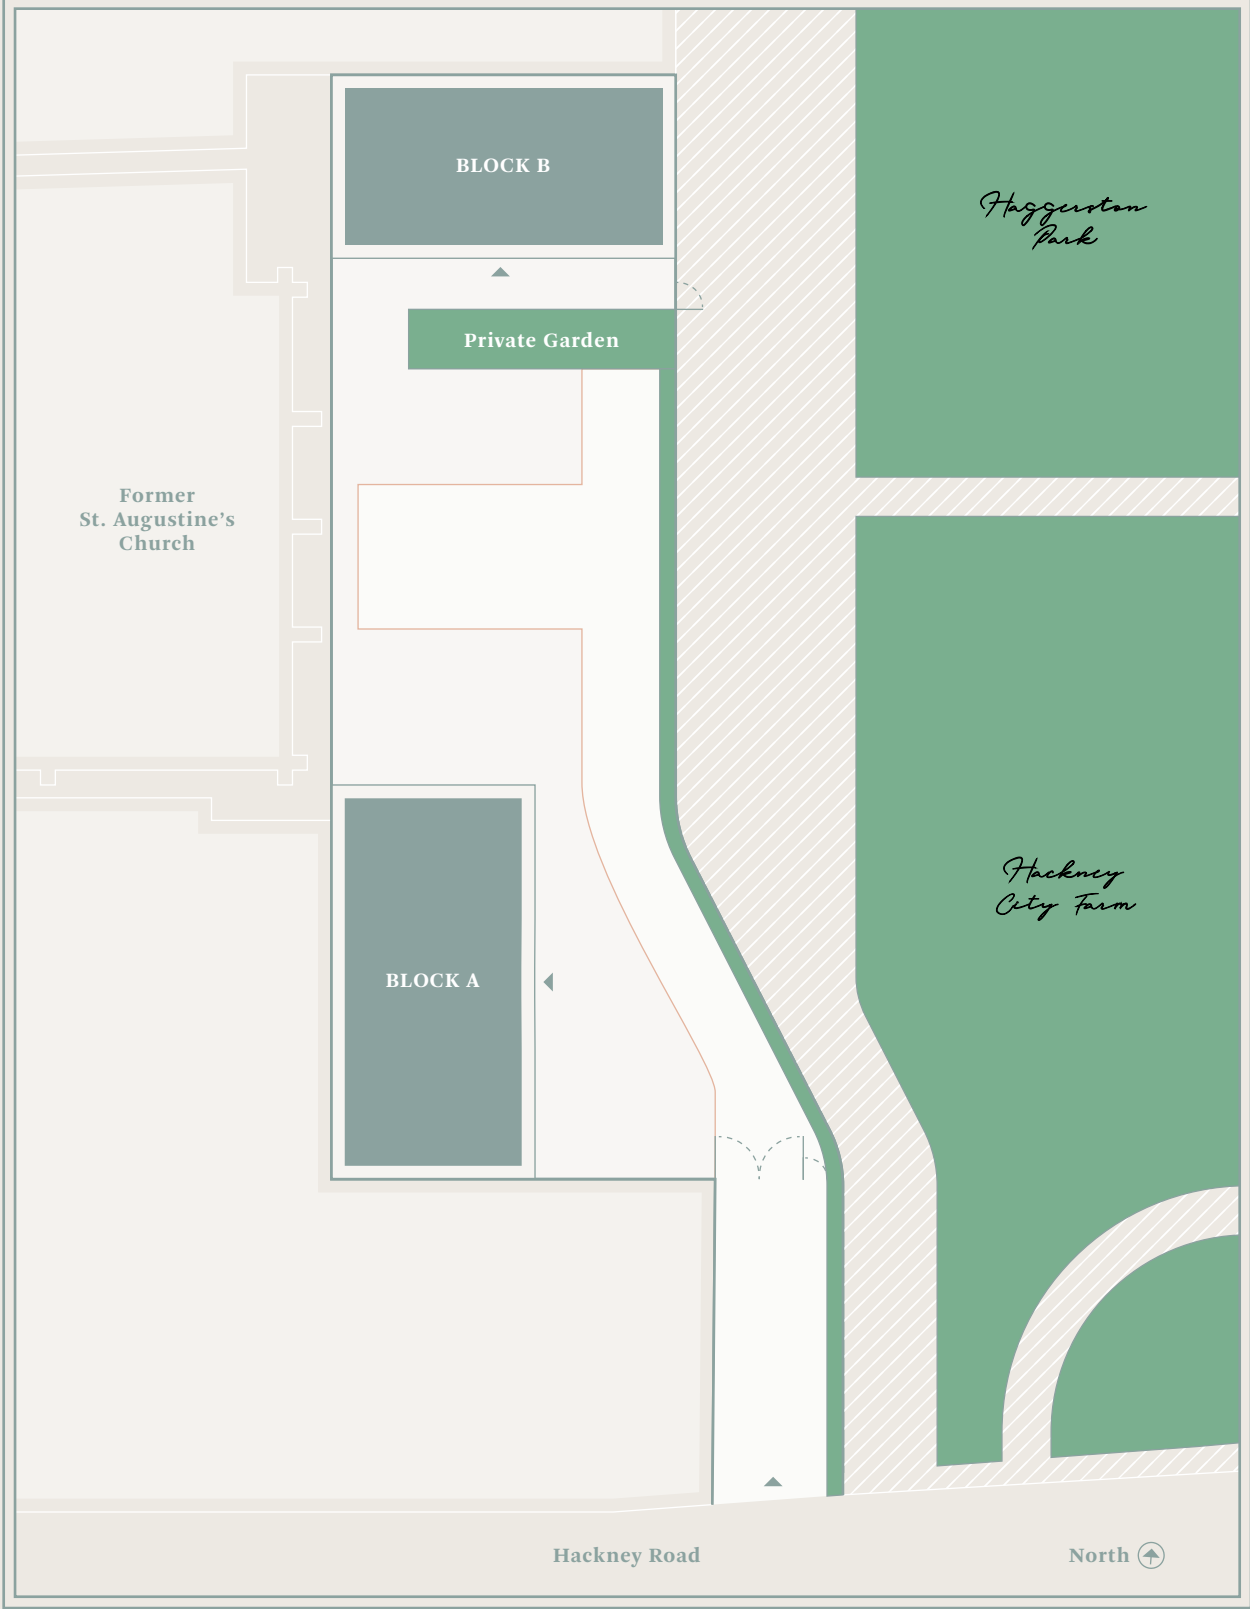 BLOCK B
Haggerston
Park
Private Garden
Former
St. Augustine’s
Church
Hackney
City Farm
BLOCK A
Hackney Road
North